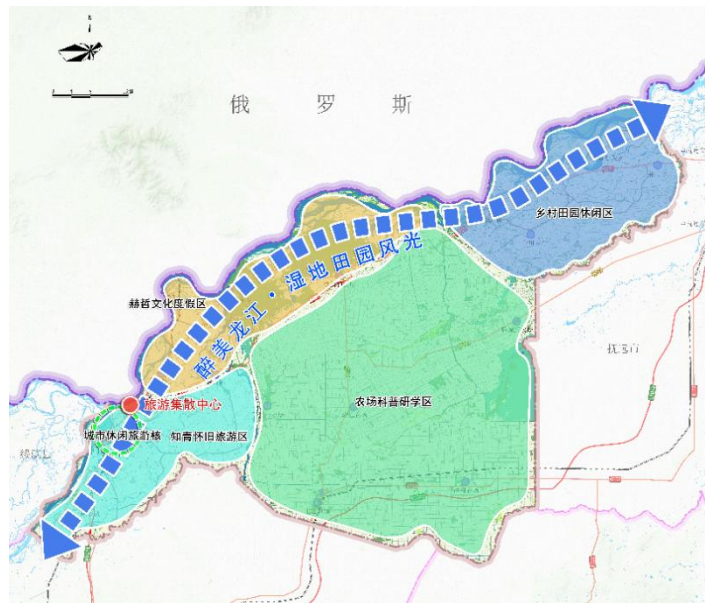 俄罗斯
乡村田园休闲区
醉美龙江·湿地田园风光
赫哲文化度假区
抚远市
农场科普研学区
旅游集散中心
城市休闲旅游核
知青怀旧旅游区